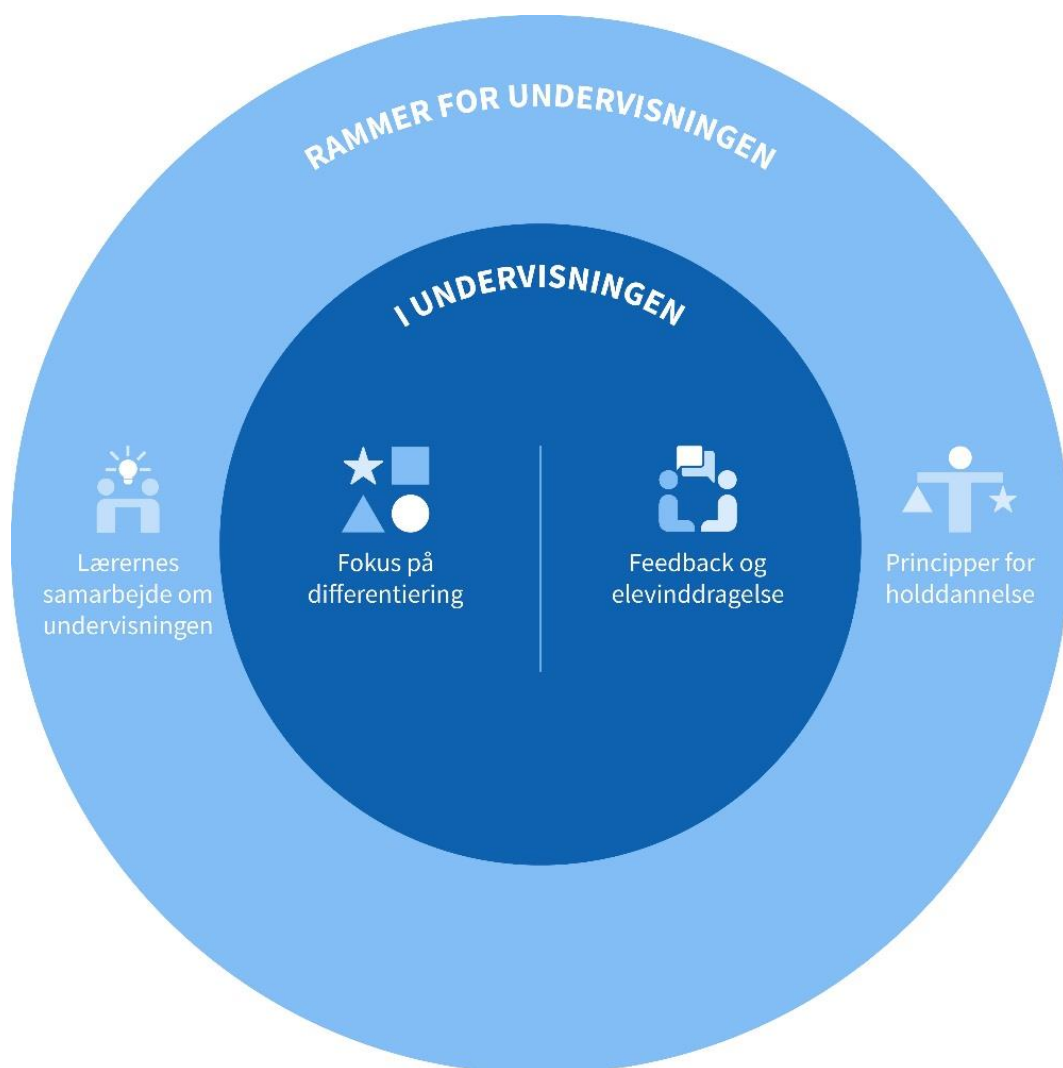 RAMMER FOR UNDERVISNINGEN
I UNDERVISNINGEN
Lærernes
samarbejde om
undervisningen
Fokus på
differentiering
Feedback og
elevinddragelse
Principper for
holddannelse